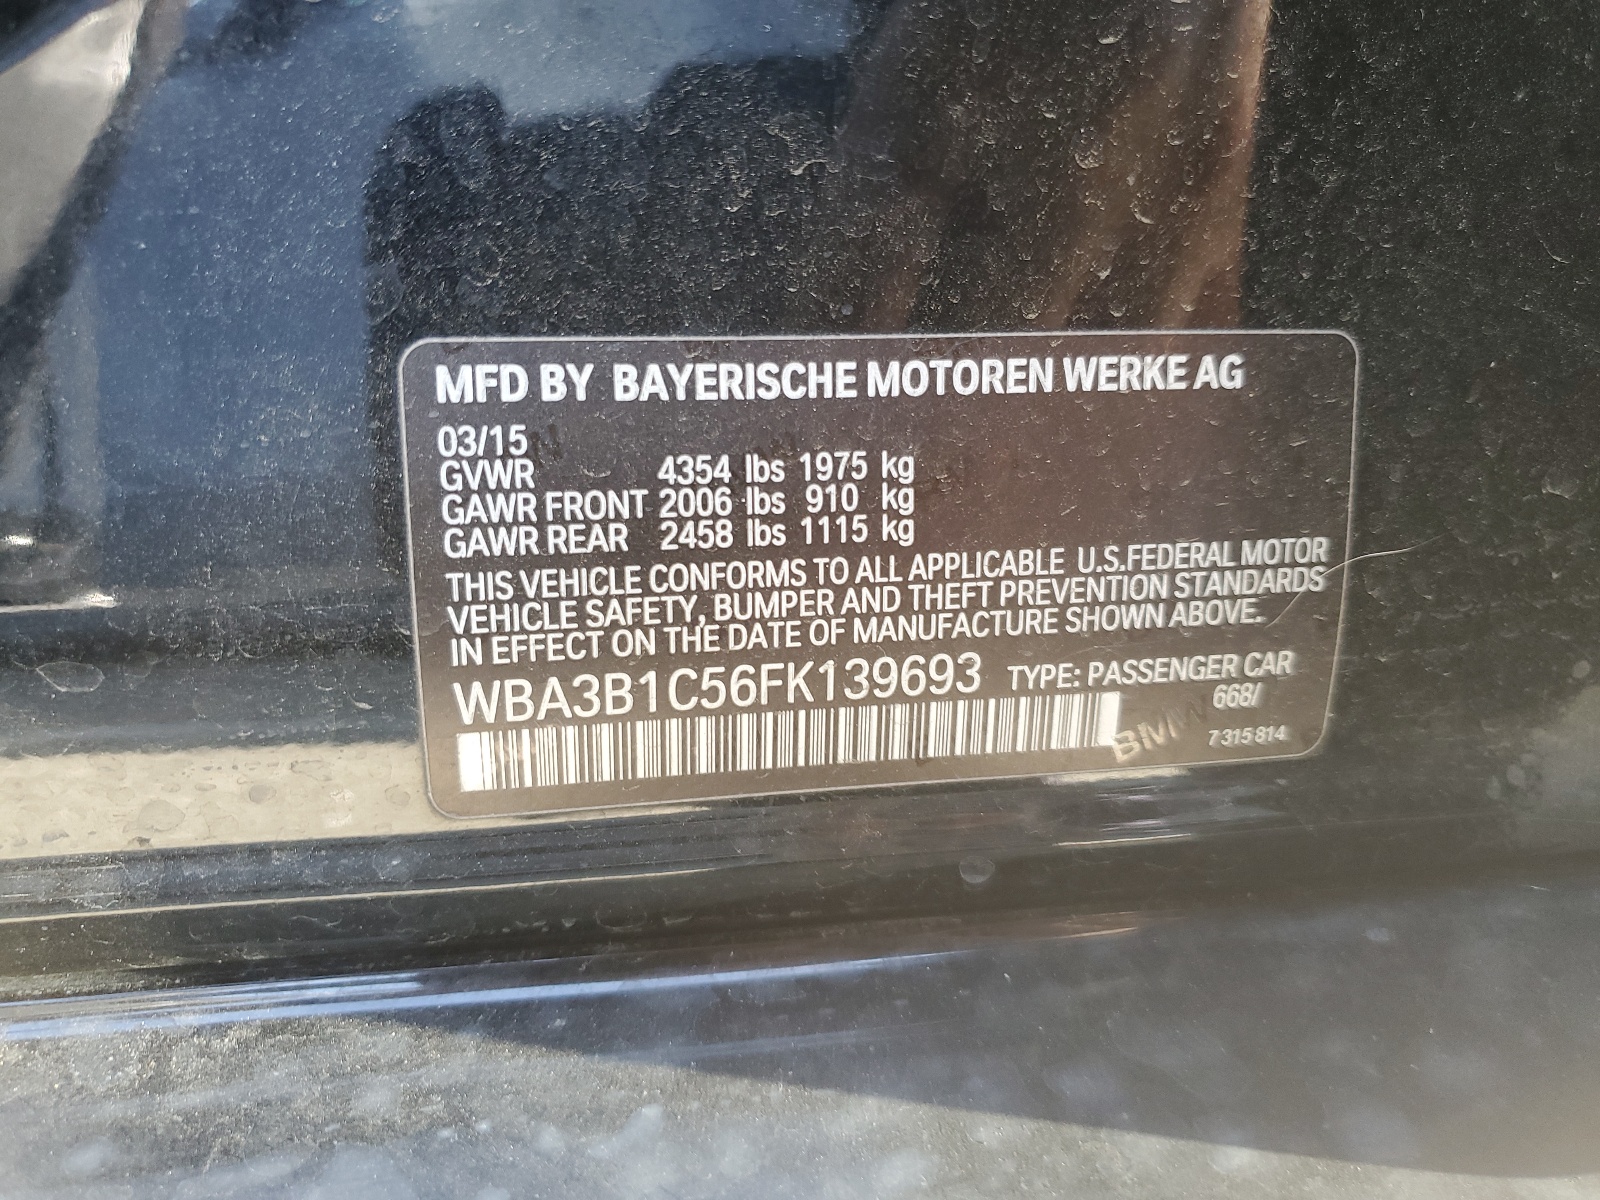 MFD BY BAYERISCHE MOTOREN WERKE AG
03/15
GVWR 4354 lbs 1975 kg
GAWR FRONT 2006 lbs 910 kg
GAWR REAR 2458 lbs 1115 kg
THIS VEHICLE CONFORMS TO ALL APPLICABLE U.S.FEDERAL MOTOR
VEHICLE SAFETY, BUMPER AND THEFT PREVENTION STANDARDS
IN EFFECT ON THE DATE OF MANUFACTURE SHOWN ABOVE.
WBA3B1C56FK139693 TYPE: PASSENGER CAR
668/
BMW
7 315 814